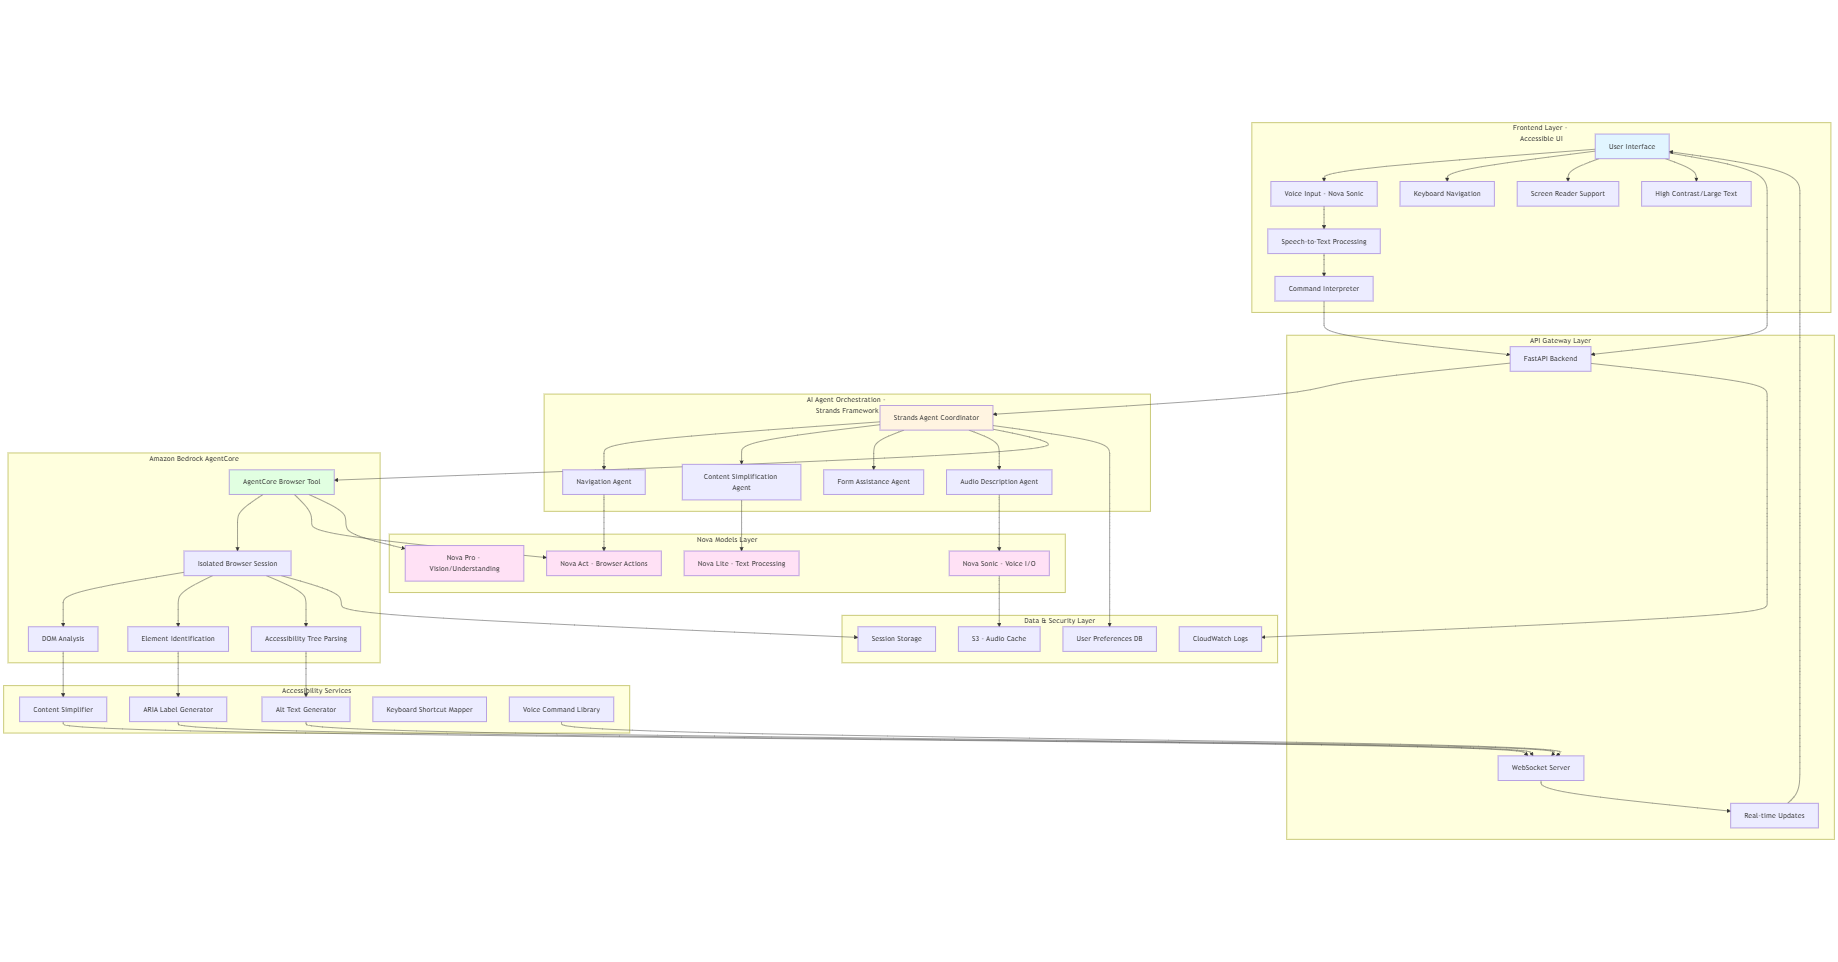 Frontend Layer -
Accessible UI
User Interface
Voice Input - Nova Sonic
Keyboard Navigation
Screen Reader Support
High Contrast/Large Text
Speech-to-Text Processing
Command Interpreter
API Gateway Layer
FastAPI Backend
AI Agent Orchestration -
Strands Framework
Strands Agent Coordinator
Navigation Agent
Content Simplification
Agent
Form Assistance Agent
Audio Description Agent
Amazon Bedrock AgentCore
AgentCore Browser Tool
Isolated Browser Session
DOM Analysis
Element Identification
Accessibility Tree Parsing
Nova Models Layer
Nova Pro -
Vision/Understanding
Nova Act - Browser Actions
Nova Lite - Text Processing
Nova Sonic - Voice I/O
Data & Security Layer
Session Storage
S3 - Audio Cache
User Preferences DB
CloudWatch Logs
Accessibility Services
Content Simplifier
ARIA Label Generator
Alt Text Generator
Keyboard Shortcut Mapper
Voice Command Library
WebSocket Server
Real-time Updates